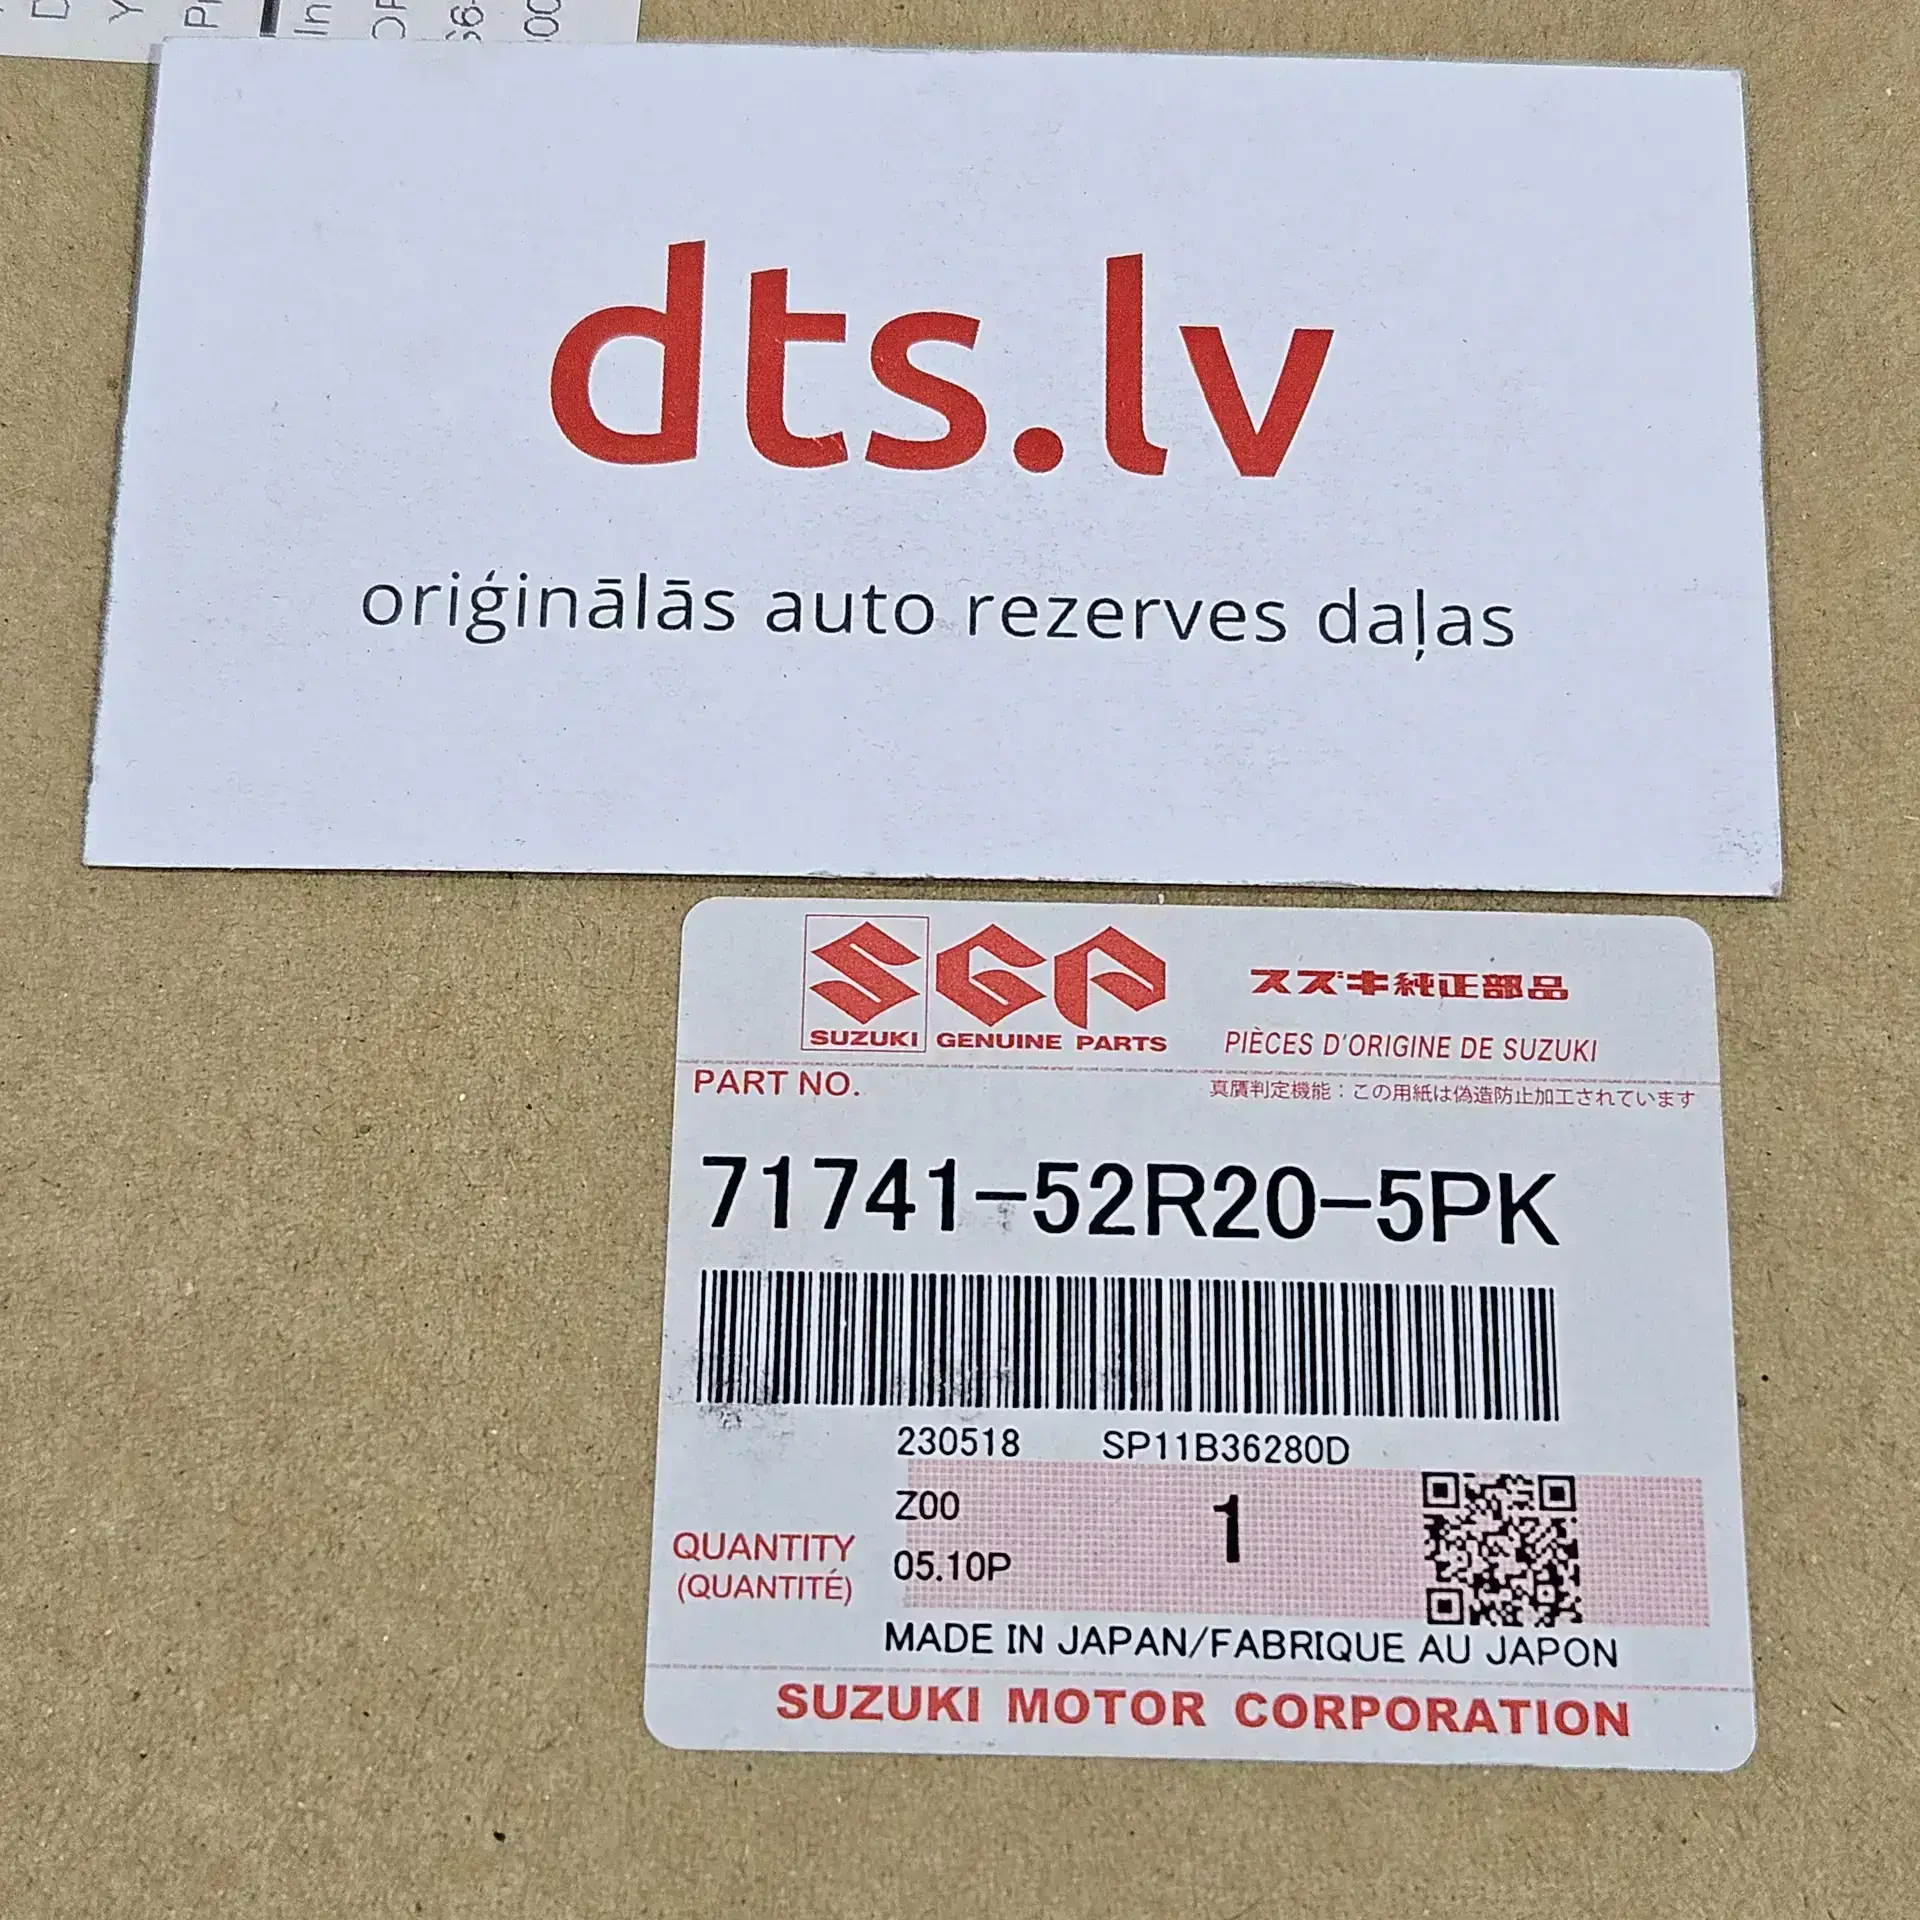 dts.lv
oriģinālās auto rezerves daļas
SGP
SUZUKI GENUINE PARTS
スズキ純正部品
PIÈCES D'ORIGINE DE SUZUKI
PART NO.
真贋判定機能：この用紙は偽造防止加工されています
71741-52R20-5PK
230518 SP11B36280D
Z00
1
QUANTITY
(QUANTITÉ)
05.10P
MADE IN JAPAN/FABRIQUE AU JAPON
SUZUKI MOTOR CORPORATION